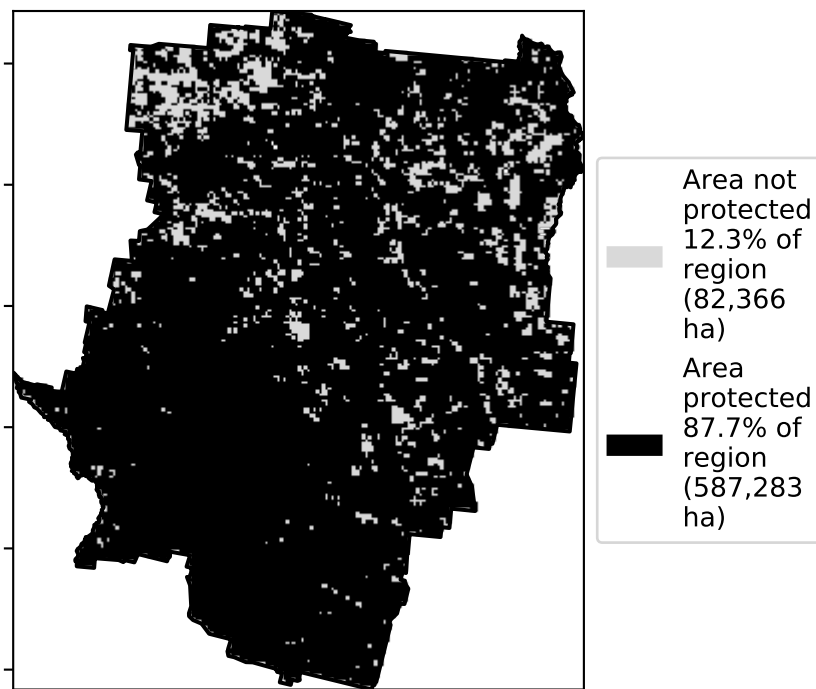 Area not
protected
12.3% of
region
(82,366
ha)
Area
protected
87.7% of
region
(587,283
ha)